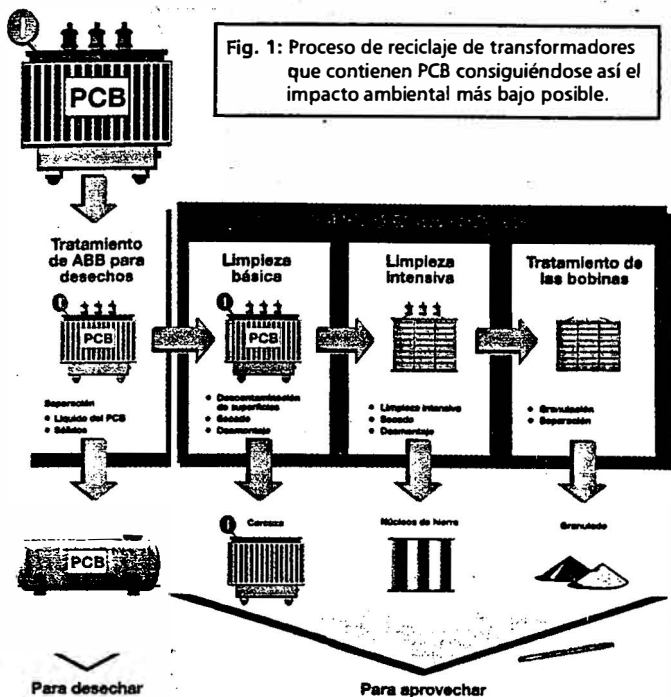 Fig. 1: Proceso de reciclaje de transformadores
que contienen PCB consiguiéndose así el
impacto ambiental más bajo posible.
PCB
Tratamiento
de ABB para
desechos
PCB
Separación
• Líquido del PCB
• Sólidos
Limpieza
básica
PCB
• Descontaminación
de superficies
• Secado
• Desmontaje
Limpieza
intensiva
• Limpieza intensiva
• Secado
• Desmontaje
Tratamiento de
las bobinas
• Granulación
• Separación
PCB
Carcaza
Núcleos de hierro
Granulado
Para desechar
Para aprovechar